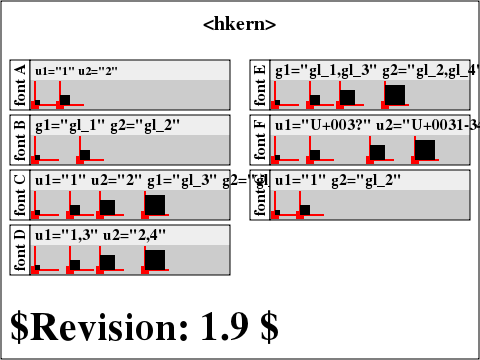 <hkern>
font A
u1="1" u2="2"
font B
g1="gl_1" g2="gl_2"
font C
u1="1" u2="2" g1="gl_3" g2="gl
font D
u1="1,3" u2="2,4"
font E
g1="gl_1,gl_3" g2="gl_2,gl_4"
font F
u1="U+003?" u2="U+0031-34
font
u1="1" g2="gl_2"
$Revision: 1.9 $